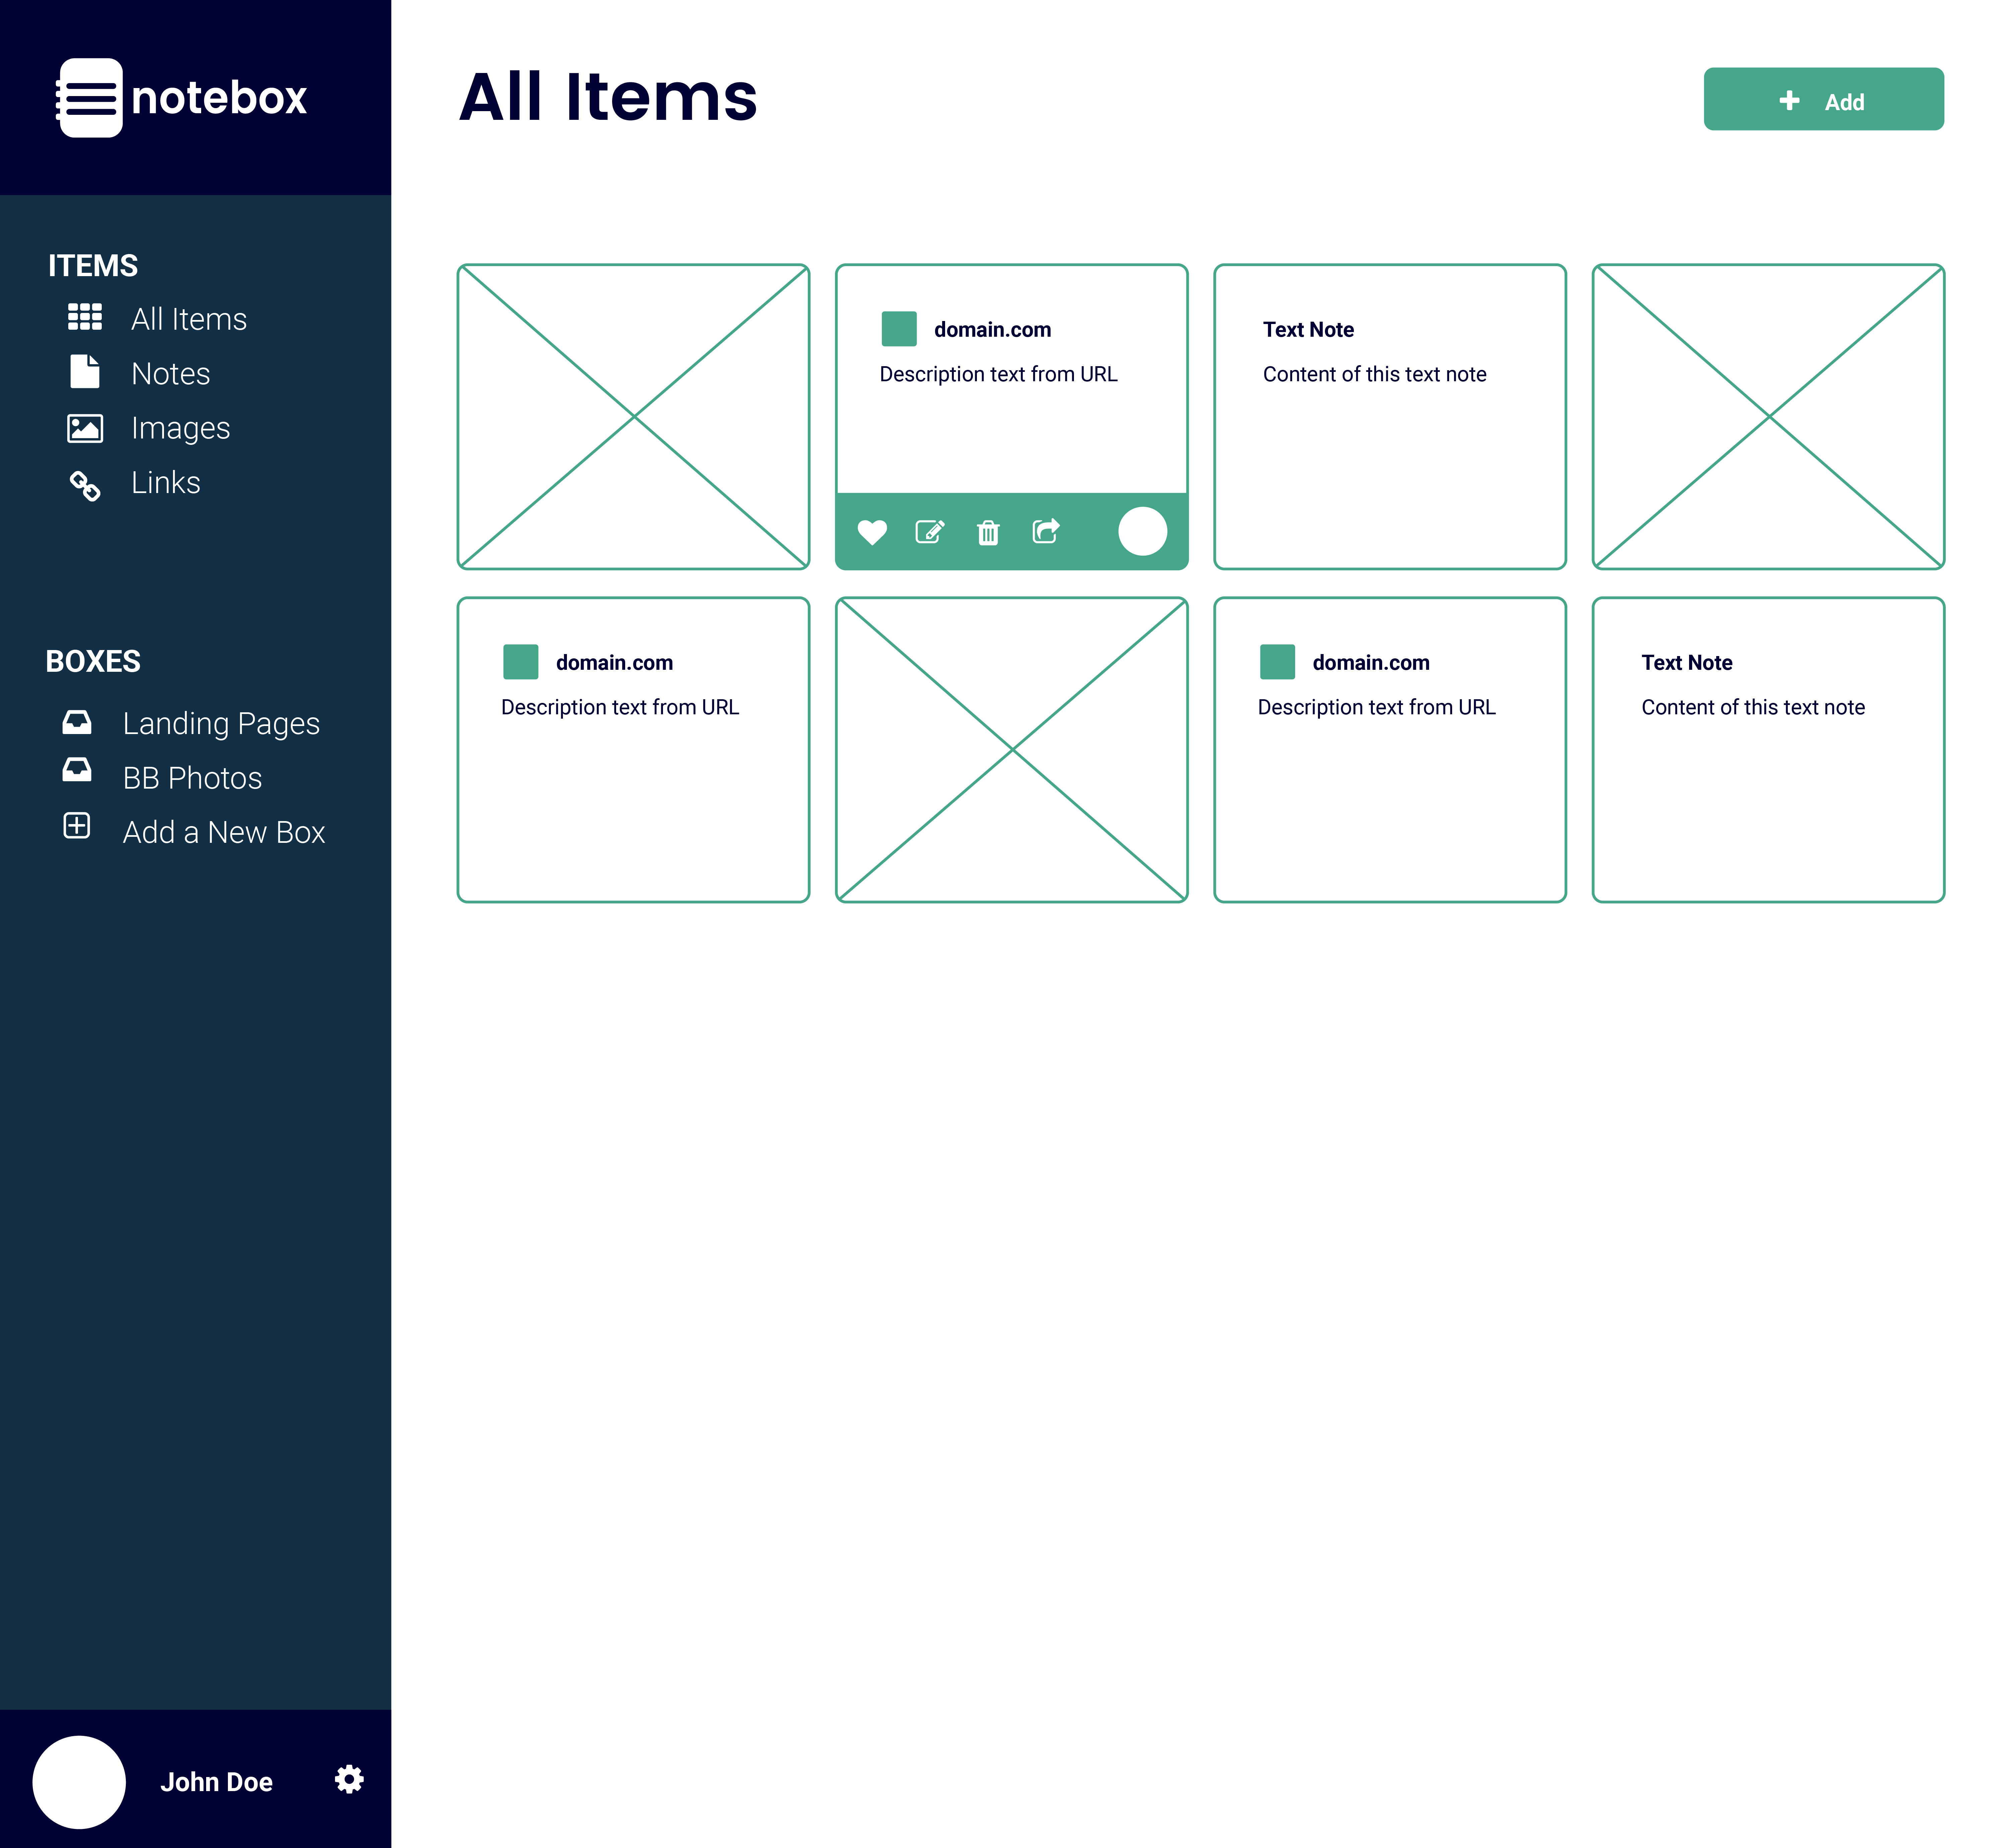 notebox
ITEMS
All Items
Notes
Images
Links
BOXES
Landing Pages
BB Photos
Add a New Box
John Doe
All Items
Add
domain.com
Description text from URL
Text Note
Content of this text note
domain.com
Description text from URL
domain.com
Description text from URL
Text Note
Content of this text note